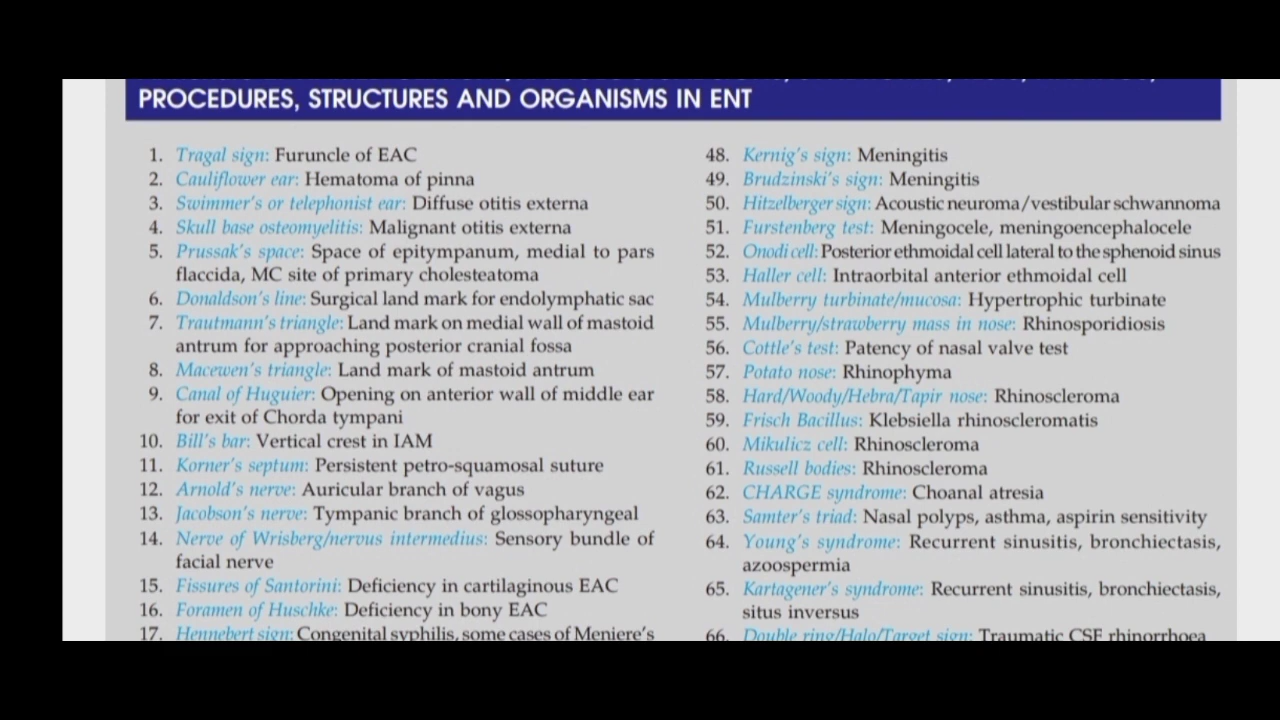 PROCEDURES, STRUCTURES AND ORGANISMS IN ENT
1. Tragal sign: Furuncle of EAC
2. Cauliflower ear: Hematoma of pinna
3. Swimmer's or telephonist ear: Diffuse otitis externa
4. Skull base osteomyelitis: Malignant otitis externa
5. Prussak's space: Space of epitympanum, medial to pars
flaccida, MC site of primary cholesteatoma
6. Donaldson's line: Surgical land mark for endolymphatic sac
7. Trautmann's triangle: Land mark on medial wall of mastoid
antrum for approaching posterior cranial fossa
8. Macewen's triangle: Land mark of mastoid antrum
9. Canal of Huguier: Opening on anterior wall of middle ear
for exit of Chorda tympani
10. Bill's bar: Vertical crest in IAM
11. Korner's septum: Persistent petro-squamosal suture
12. Arnold's nerve: Auricular branch of vagus
13. Jacobson's nerve: Tympanic branch of glossopharyngeal
14. Nerve of Wrisberg/nervus intermedius: Sensory bundle of
facial nerve
15. Fissures of Santorini: Deficiency in cartilaginous EAC
16. Foramen of Huschke: Deficiency in bony EAC
17. Hennebert sign: Congenital syphilis, some cases of Meniere's
48. Kernig's sign: Meningitis
49. Brudzinski's sign: Meningitis
50. Hitzelberger sign: Acoustic neuroma/vestibular schwannoma
51. Furstenberg test: Meningocele, meningoencephalocele
52. Onodi cell: Posterior ethmoidal cell lateral to the sphenoid sinus
53. Haller cell: Intraorbital anterior ethmoidal cell
54. Mulberry turbinate/mucosa: Hypertrophic turbinate
55. Mulberry/strawberry mass in nose: Rhinosporidiosis
56. Cottle's test: Patency of nasal valve test
57. Potato nose: Rhinophyma
58. Hard/Woody/Hebra/Tapir nose: Rhinoscleroma
59. Frisch Bacillus: Klebsiella rhinoscleromatis
60. Mikulicz cell: Rhinoscleroma
61. Russell bodies: Rhinoscleroma
62. CHARGE syndrome: Choanal atresia
63. Samter's triad: Nasal polyps, asthma, aspirin sensitivity
64. Young's syndrome: Recurrent sinusitis, bronchiectasis,
azoospermia
65. Kartagener's syndrome: Recurrent sinusitis, bronchiectasis,
situs inversus
66. Double ring/Halo/Target sign: Traumatic CSF rhinorrhoea